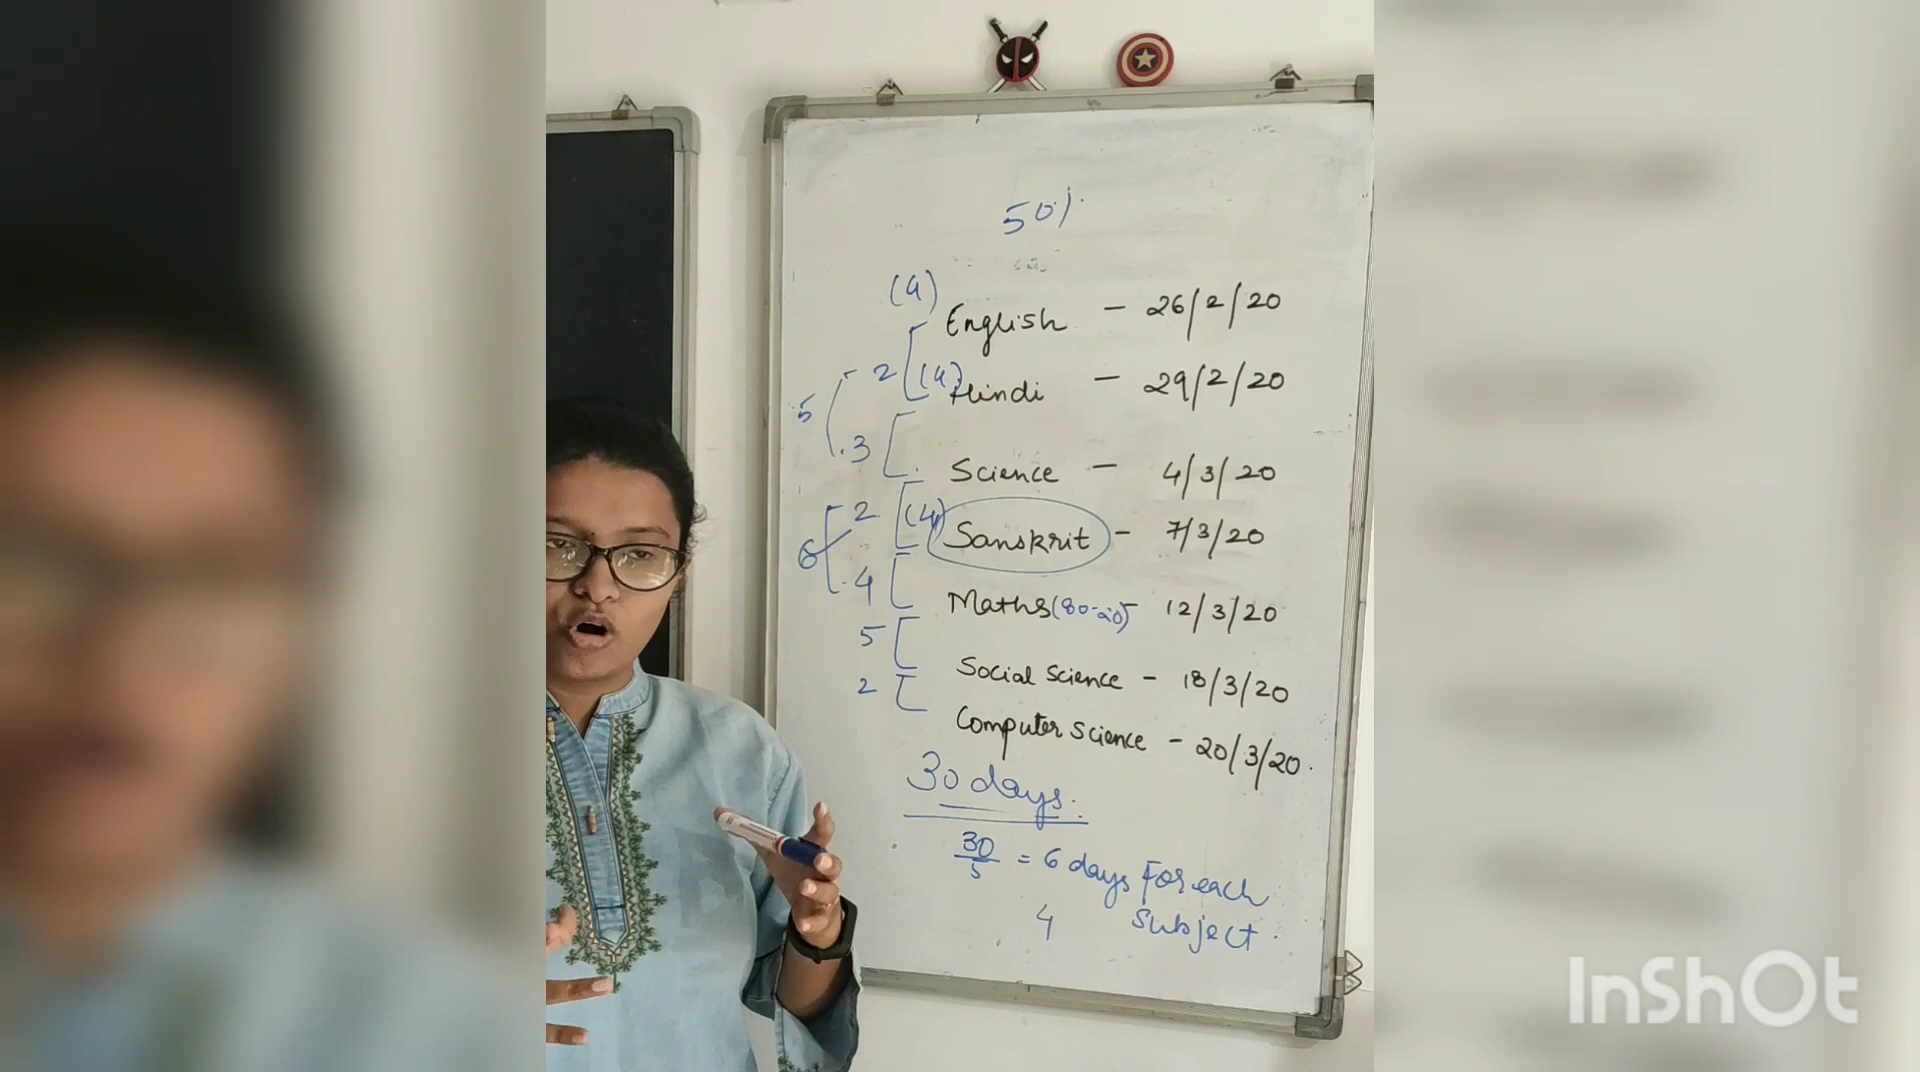 50%
(4)
English - 26/2/20
5 2 (4) Hindi - 29/2/20
3
Science - 4/3/20
6 2 (4) Sanskrit - 7/3/20
4 Maths (80-20) - 12/3/20
5
Social Science - 18/3/20
2
Computer Science - 20/3/20.
30 days.
30/5 = 6 days For each
4 Subject.
InShOt